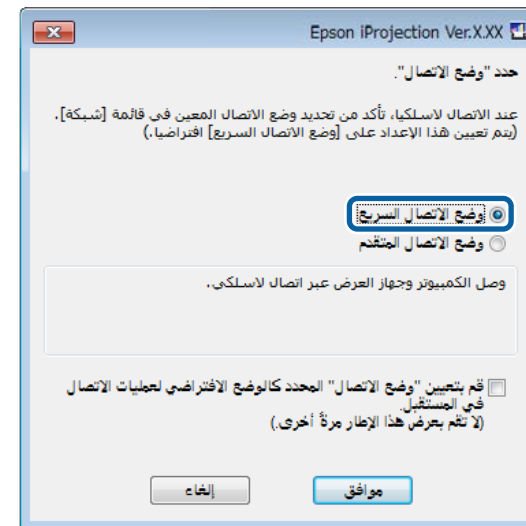 Epson iProjection Ver.X.XX
حدد "وضع الاتصال".
عند الاتصال لاسلكيا، تأكد من تحديد وضع الاتصال المعين في قائمة [شبكة].
(يتم تعيين هذا الإعداد على [وضع الاتصال السريع] افتراضيا.)
وضع الاتصال السريع
وضع الاتصال المتقدم
وصل الكمبيوتر وجهاز العرض عبر اتصال لاسلكي.
قم بتعيين "وضع الاتصال" المحدد كالوضع الافتراضي لعمليات الاتصال
في المستقبل.
(لا تقم بعرض هذا الإطار مرةً أخرى.)
موافق
إلغاء